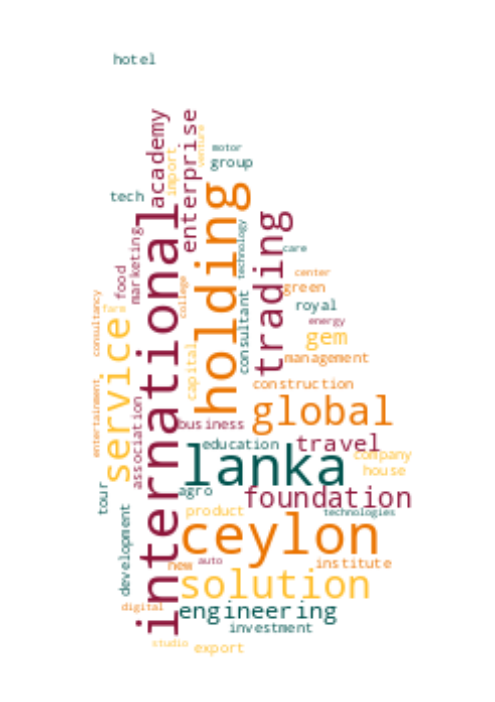 hotel
motor
group
academy
import
venture
enterprise
tech
holding
international
trading
technology
care
marketing
food
center
green
consultancy
farm
college
consultant
royal
energy
service
gem
capital
management
construction
entertainment
association
global
business
education
travel
lanka
company
house
tour
agro
foundation
product
technologies
development
ceylon
new
auto
institute
solution
digital
engineering
investment
studio
export